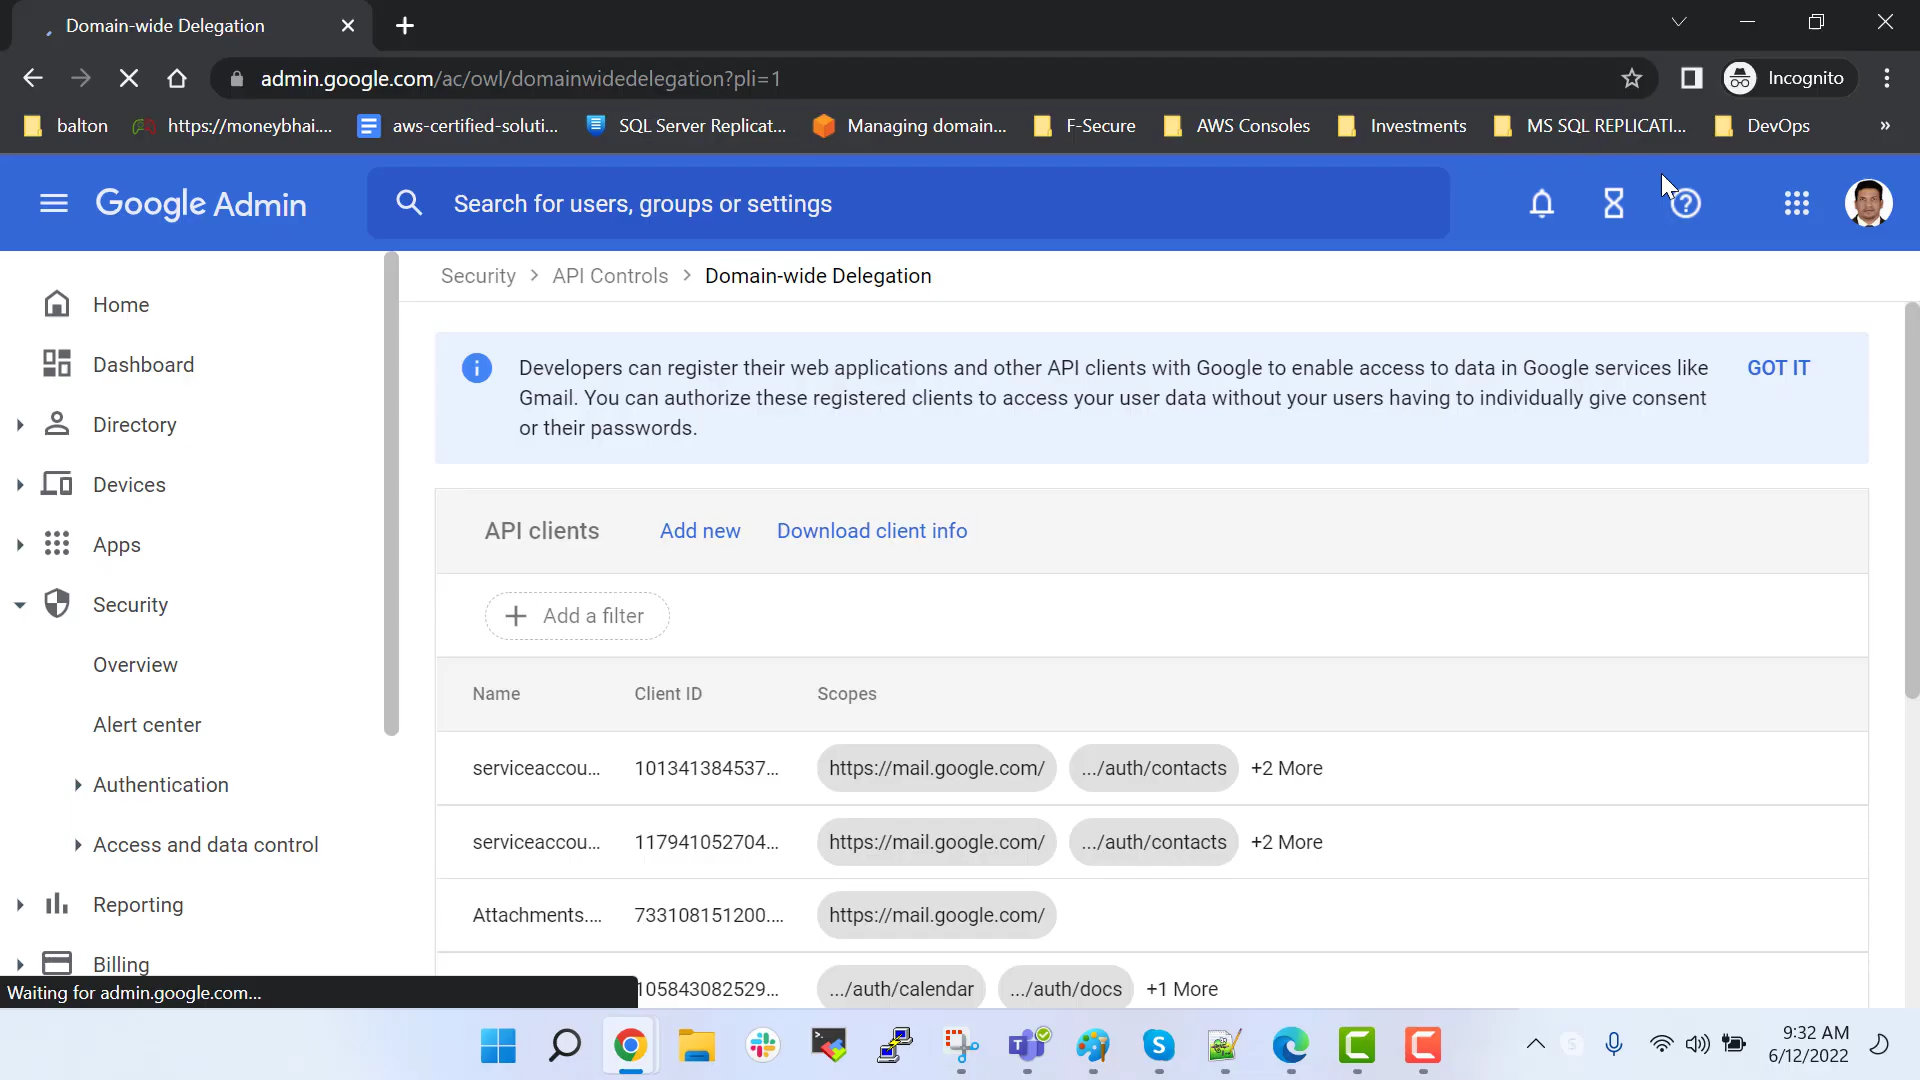 Domain-wide Delegation
admin.google.com/ac/owl/domainwidedelegation?pli=1
Incognito
balton
https://moneybhai....
aws-certified-soluti...
SQL Server Replicat...
Managing domain...
F-Secure
AWS Consoles
Investments
MS SQL REPLICATI...
DevOps
»
Google Admin
Search for users, groups or settings
Home
Dashboard
Directory
Devices
Apps
Security
Overview
Alert center
Authentication
Access and data control
Reporting
Billing
Waiting for admin.google.com...
Security > API Controls > Domain-wide Delegation
Developers can register their web applications and other API clients with Google to enable access to data in Google services like
Gmail. You can authorize these registered clients to access your user data without your users having to individually give consent
or their passwords.
GOT IT
API clients Add new Download client info
Add a filter
Name Client ID Scopes
serviceaccou... 101341384537... https://mail.google.com/ .../auth/contacts +2 More
serviceaccou... 117941052704... https://mail.google.com/ .../auth/contacts +2 More
Attachments.... 733108151200.... https://mail.google.com/
105843082529... .../auth/calendar .../auth/docs +1 More
9:32 AM
6/12/2022